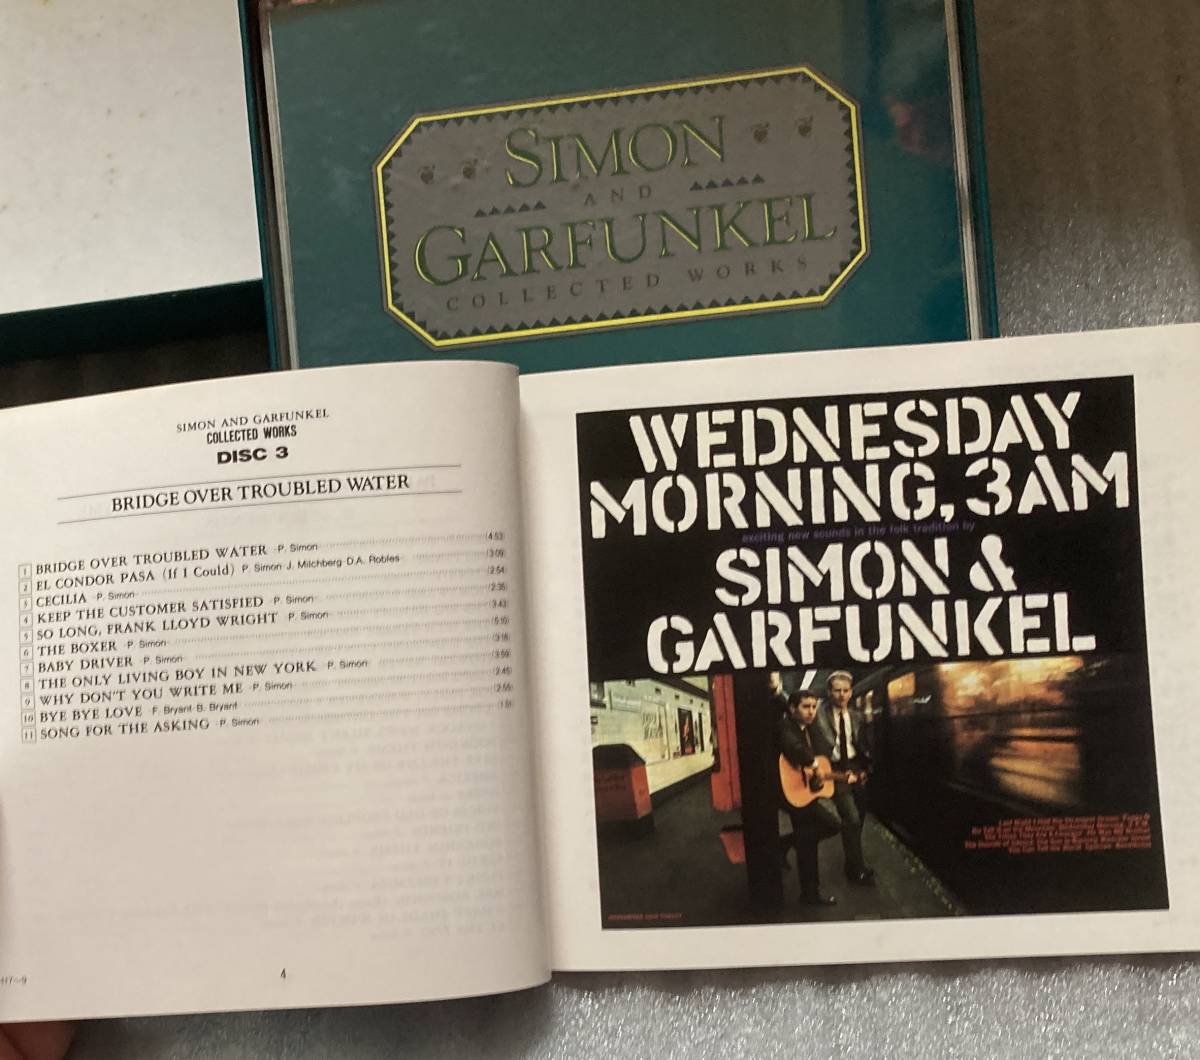 SIMON
AND
GARFUNKEL
COLLECTED WORKS
SIMON AND GARFUNKEL
COLLECTED WORKS
DISC 3
BRIDGE OVER TROUBLED WATER
1 BRIDGE OVER TROUBLED WATER ·P. Simon· (4:53)
2 EL CONDOR PASA (If I Could) P. Simon·J. Milchberg·D.A. Robles· (3:09)
3 CECILIA ·P. Simon· (2:54)
4 KEEP THE CUSTOMER SATISFIED ·P. Simon· (2:35)
5 SO LONG, FRANK LLOYD WRIGHT ·P. Simon· (3:43)
6 THE BOXER ·P. Simon· (5:10)
7 BABY DRIVER ·P. Simon· (3:16)
8 THE ONLY LIVING BOY IN NEW YORK ·P. Simon· (3:59)
9 WHY DON'T YOU WRITE ME ·P. Simon· (2:45)
10 BYE BYE LOVE ·F. Bryant·B. Bryant·
11 SONG FOR THE ASKING ·P. Simon·
4
WEDNESDAY
MORNING, 3AM
exciting new sounds in the folk tradition by
SIMON &
GARFUNKEL